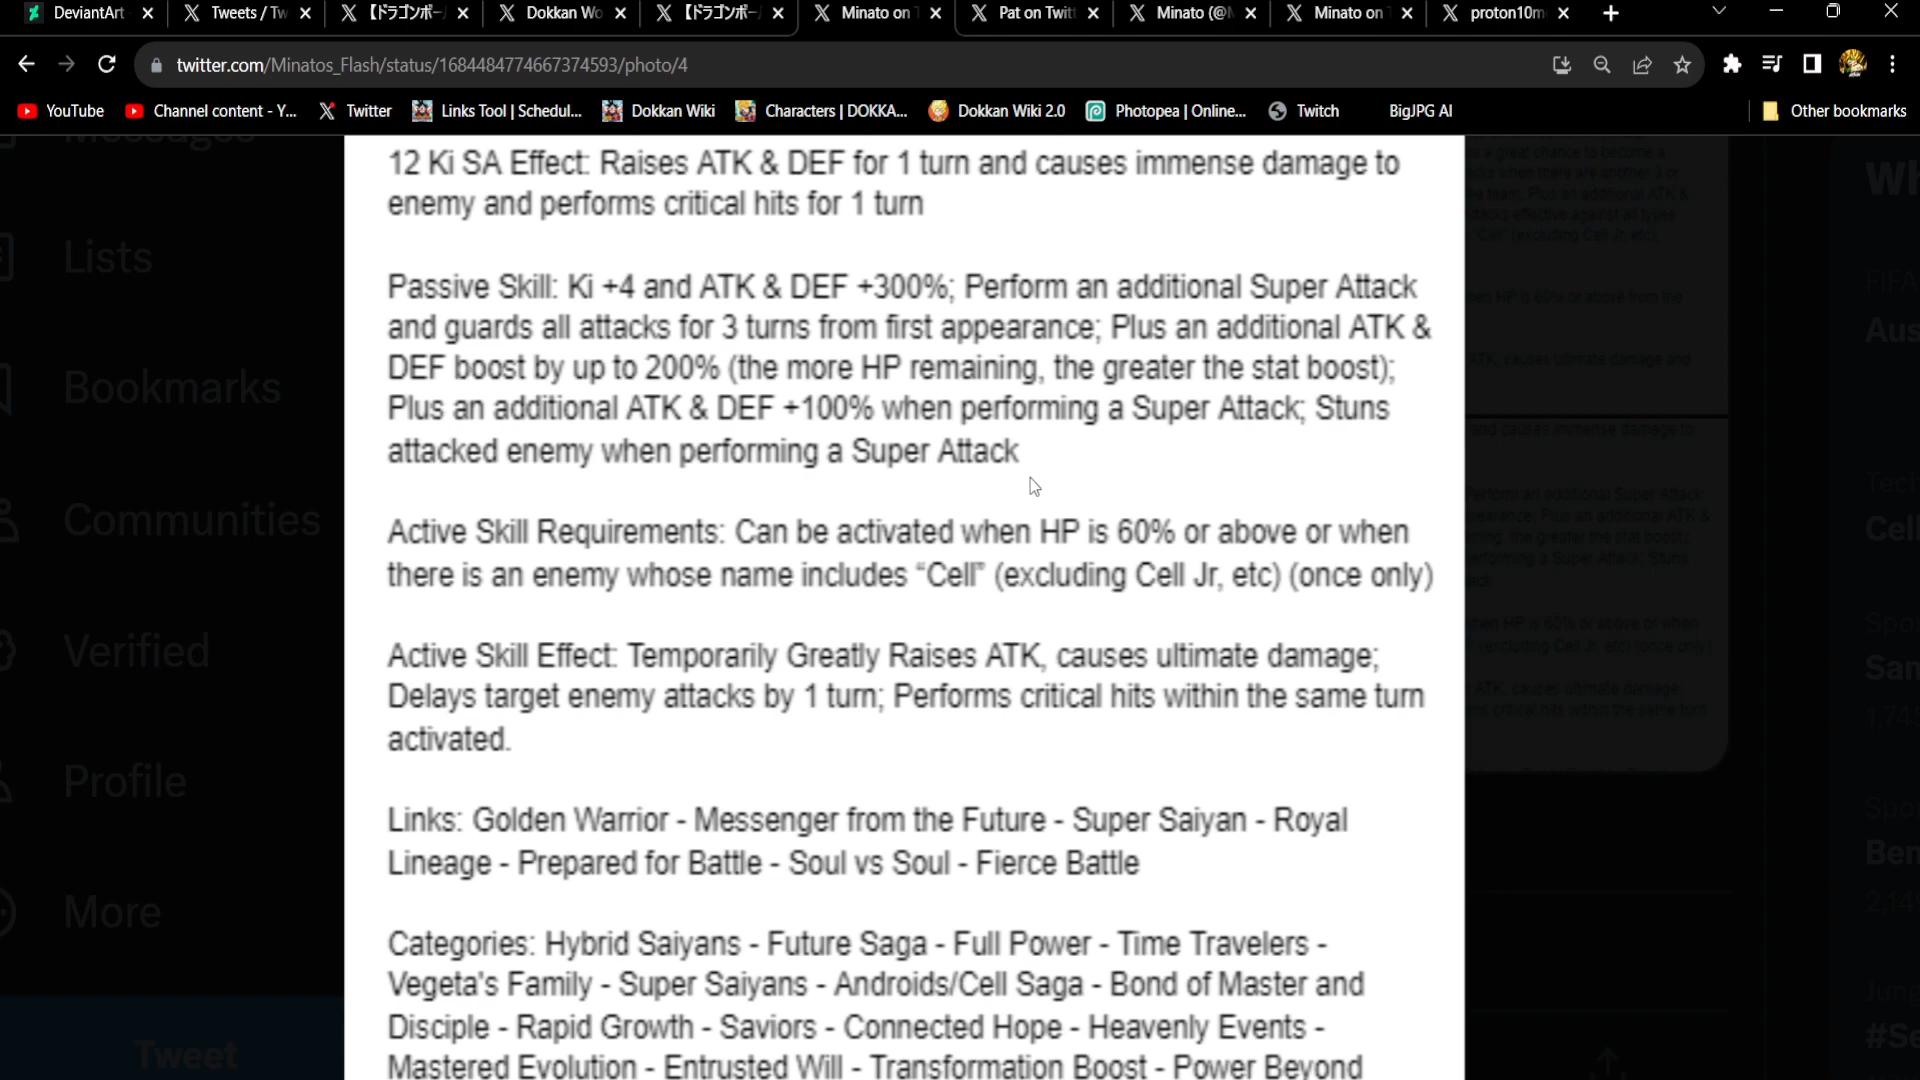 DeviantArt
Tweets / Tw
【ドラゴンボー
Dokkan Wo
【ドラゴンボー
Minato on
Pat on Twitt
Minato (@
Minato on
proton10m
twitter.com/Minatos_Flash/status/1684484774667374593/photo/4
YouTube
Channel content - Y...
Twitter
Links Tool | Schedul...
Dokkan Wiki
Characters | DOKKA...
Dokkan Wiki 2.0
Photopea | Online...
Twitch
BigJPG AI
Other bookmarks
12 Ki SA Effect: Raises ATK & DEF for 1 turn and causes immense damage to
enemy and performs critical hits for 1 turn
Passive Skill: Ki +4 and ATK & DEF +300%; Perform an additional Super Attack
and guards all attacks for 3 turns from first appearance; Plus an additional ATK &
DEF boost by up to 200% (the more HP remaining, the greater the stat boost);
Plus an additional ATK & DEF +100% when performing a Super Attack; Stuns
attacked enemy when performing a Super Attack
Active Skill Requirements: Can be activated when HP is 60% or above or when
there is an enemy whose name includes “Cell” (excluding Cell Jr, etc) (once only)
Active Skill Effect: Temporarily Greatly Raises ATK, causes ultimate damage;
Delays target enemy attacks by 1 turn; Performs critical hits within the same turn
activated.
Links: Golden Warrior - Messenger from the Future - Super Saiyan - Royal
Lineage - Prepared for Battle - Soul vs Soul - Fierce Battle
Categories: Hybrid Saiyans - Future Saga - Full Power - Time Travelers -
Vegeta's Family - Super Saiyans - Androids/Cell Saga - Bond of Master and
Disciple - Rapid Growth - Saviors - Connected Hope - Heavenly Events -
Mastered Evolution - Entrusted Will - Transformation Boost - Power Beyond
Messages
Lists
Bookmarks
Communities
Verified
Profile
More
Tweet